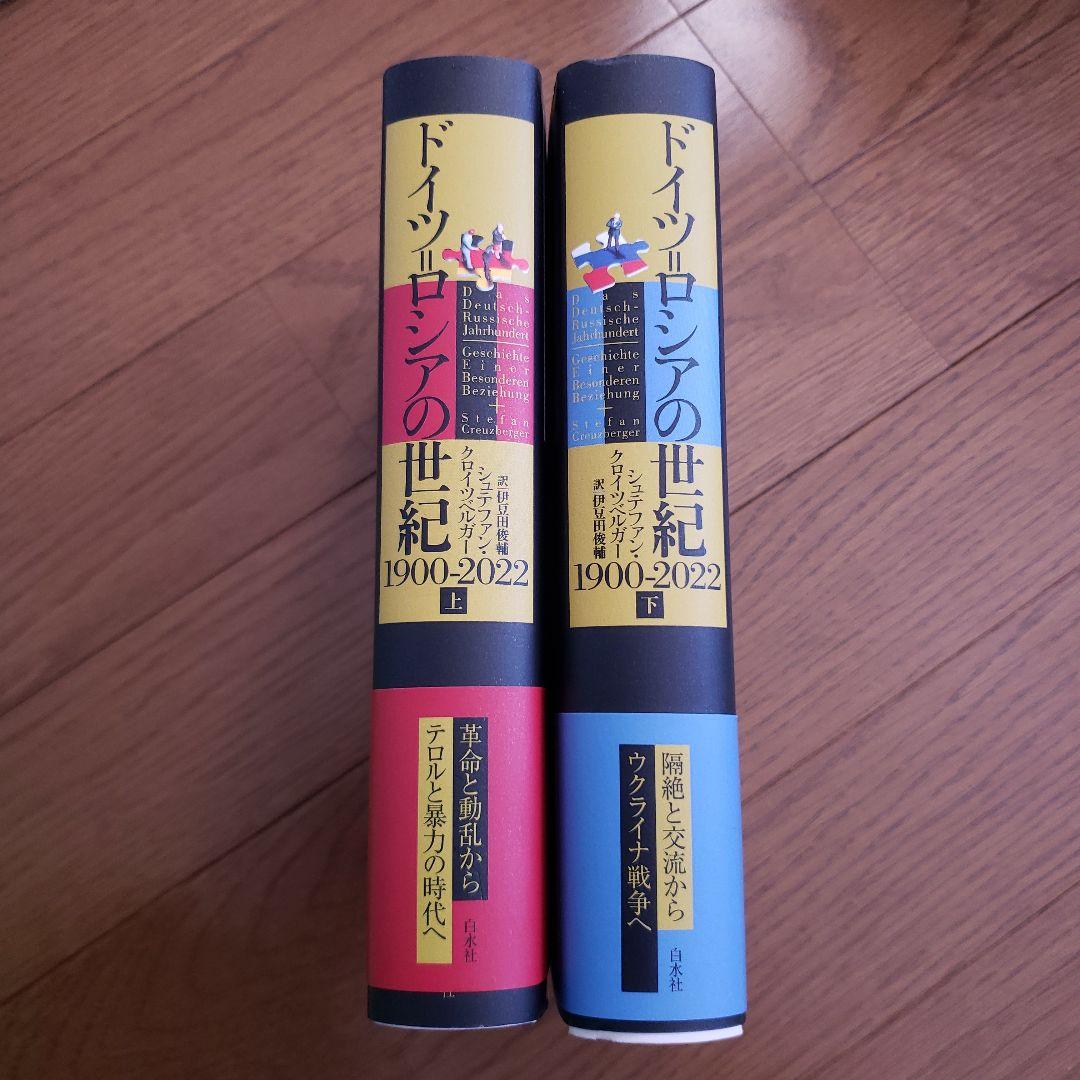 ドイツ=ロシアの世紀
1900-2022
上
Das
Deutsch-
Russische
Jahrhundert
Geschichte
Einer
Besonderen
Beziehung
+
Stefan
Creuzberger
シュテファン・
クロイツベルガー
訳 伊豆田俊輔
革命と動乱から
テロルと暴力の時代へ
白水社
社
ドイツ=ロシアの世紀
1900-2022
下
Das
Deutsch-
Russische
Jahrhundert
Geschichte
Einer
Besonderen
Beziehung
+
Stefan
Creuzberger
シュテファン・
クロイツベルガー
訳 伊豆田俊輔
隔絶と交流から
ウクライナ戦争へ
白水社